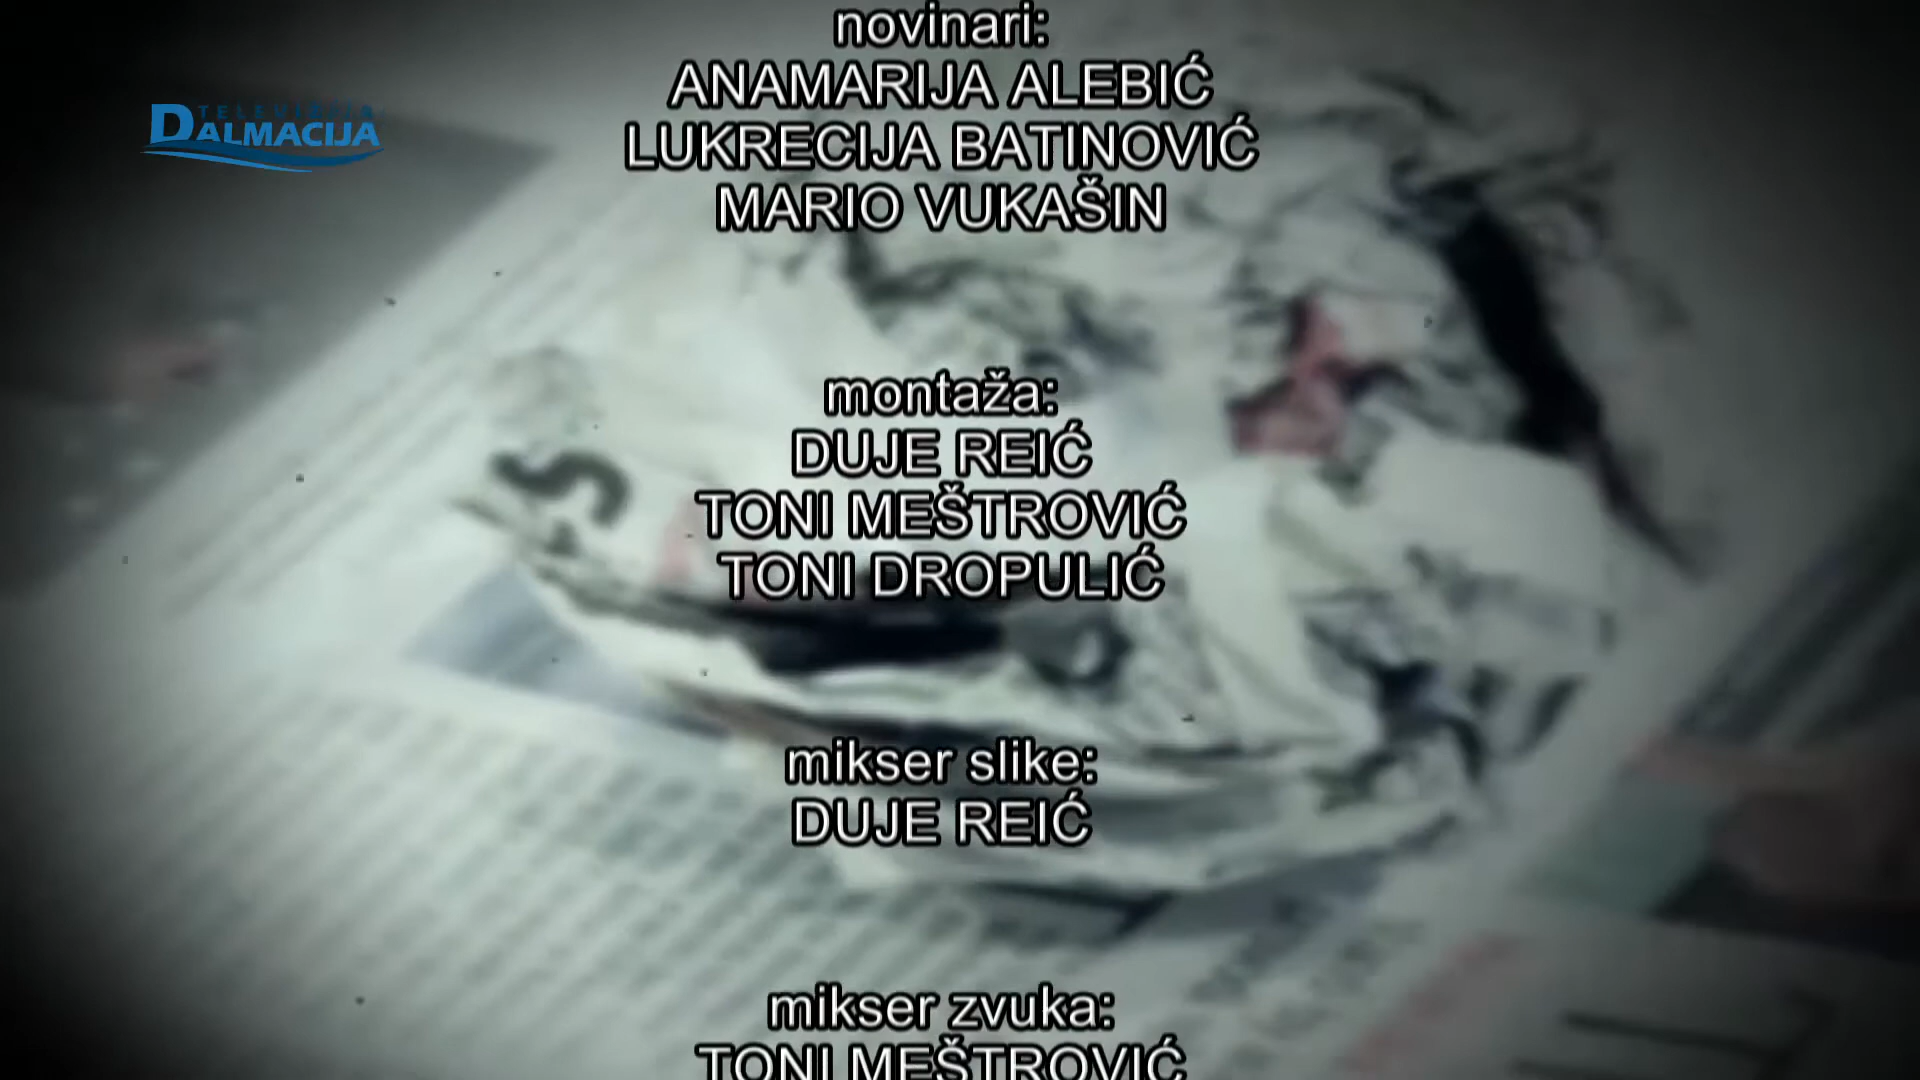 novinari:
ANAMARIJA ALEBIĆ
LUKRECIJA BATINOVIĆ
MARIO VUKAŠIN
TELEVIZIJA
DALMACIJA
montaža:
DUJE REIĆ
TONI MEŠTROVIĆ
TONI DROPULIĆ
mikser slike:
DUJE REIĆ
mikser zvuka:
TONI MEŠTROVIĆ